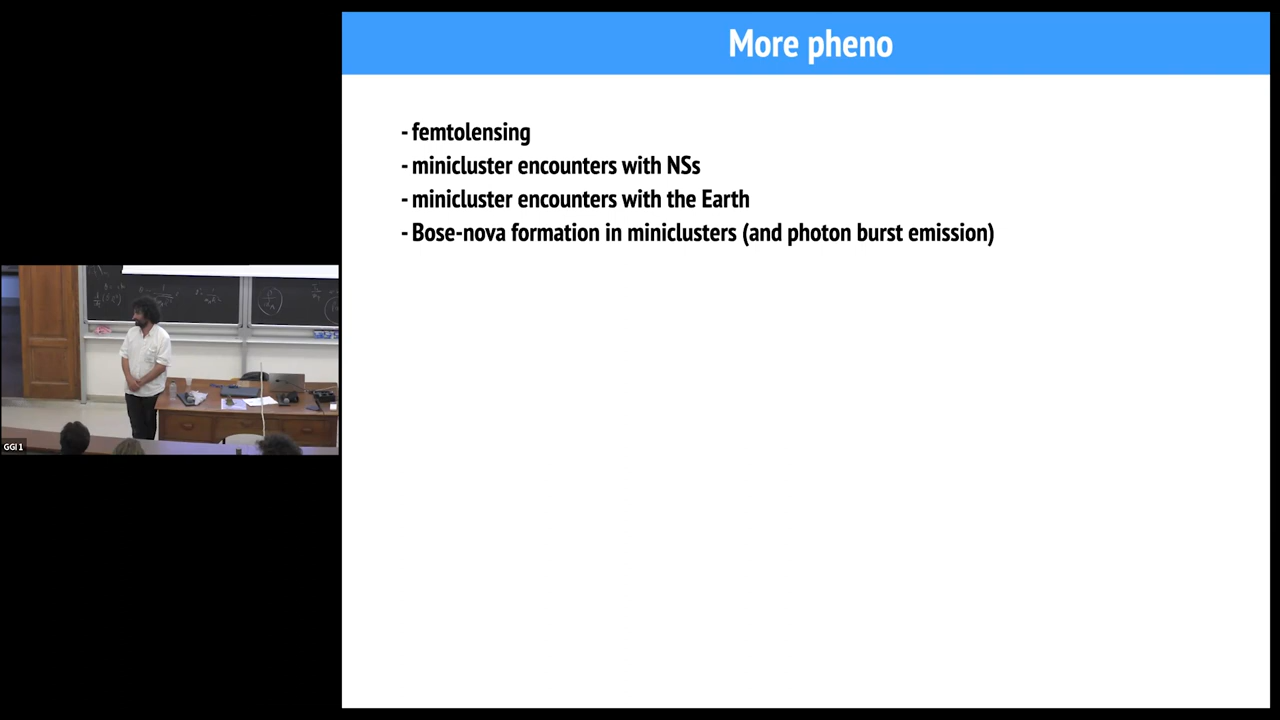 More pheno
- femtolensing
- minicluster encounters with NSs
- minicluster encounters with the Earth
- Bose-nova formation in miniclusters (and photon burst emission)
GGI 1